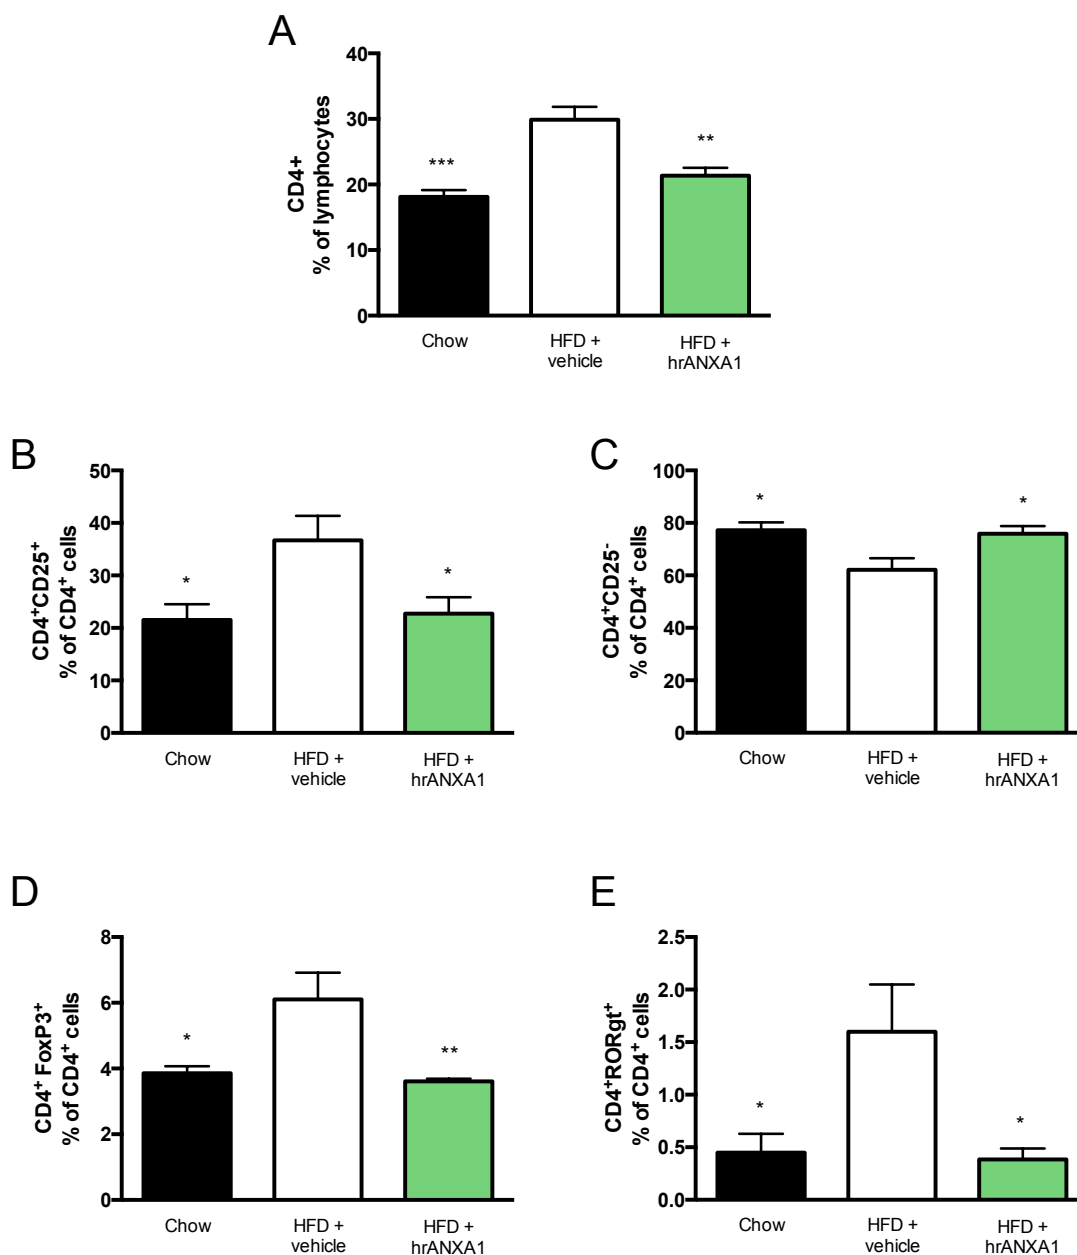 A
CD4+
% of lymphocytes
40
30
20
10
0
***
**
Chow
HFD +
vehicle
HFD +
hrANXA1
B
CD4⁺CD25⁺
% of CD4⁺ cells
50
40
30
20
10
0
*
*
Chow
HFD +
vehicle
HFD +
hrANXA1
C
CD4⁺CD25⁻
% of CD4⁺ cells
100
80
60
40
20
0
*
*
Chow
HFD +
vehicle
HFD +
hrANXA1
D
CD4⁺ FoxP3⁺
% of CD4⁺ cells
8
6
4
2
0
*
**
Chow
HFD +
vehicle
HFD +
hrANXA1
E
CD4⁺RORgt⁺
% of CD4⁺ cells
2.5
2.0
1.5
1.0
0.5
0.0
*
*
Chow
HFD +
vehicle
HFD +
hrANXA1